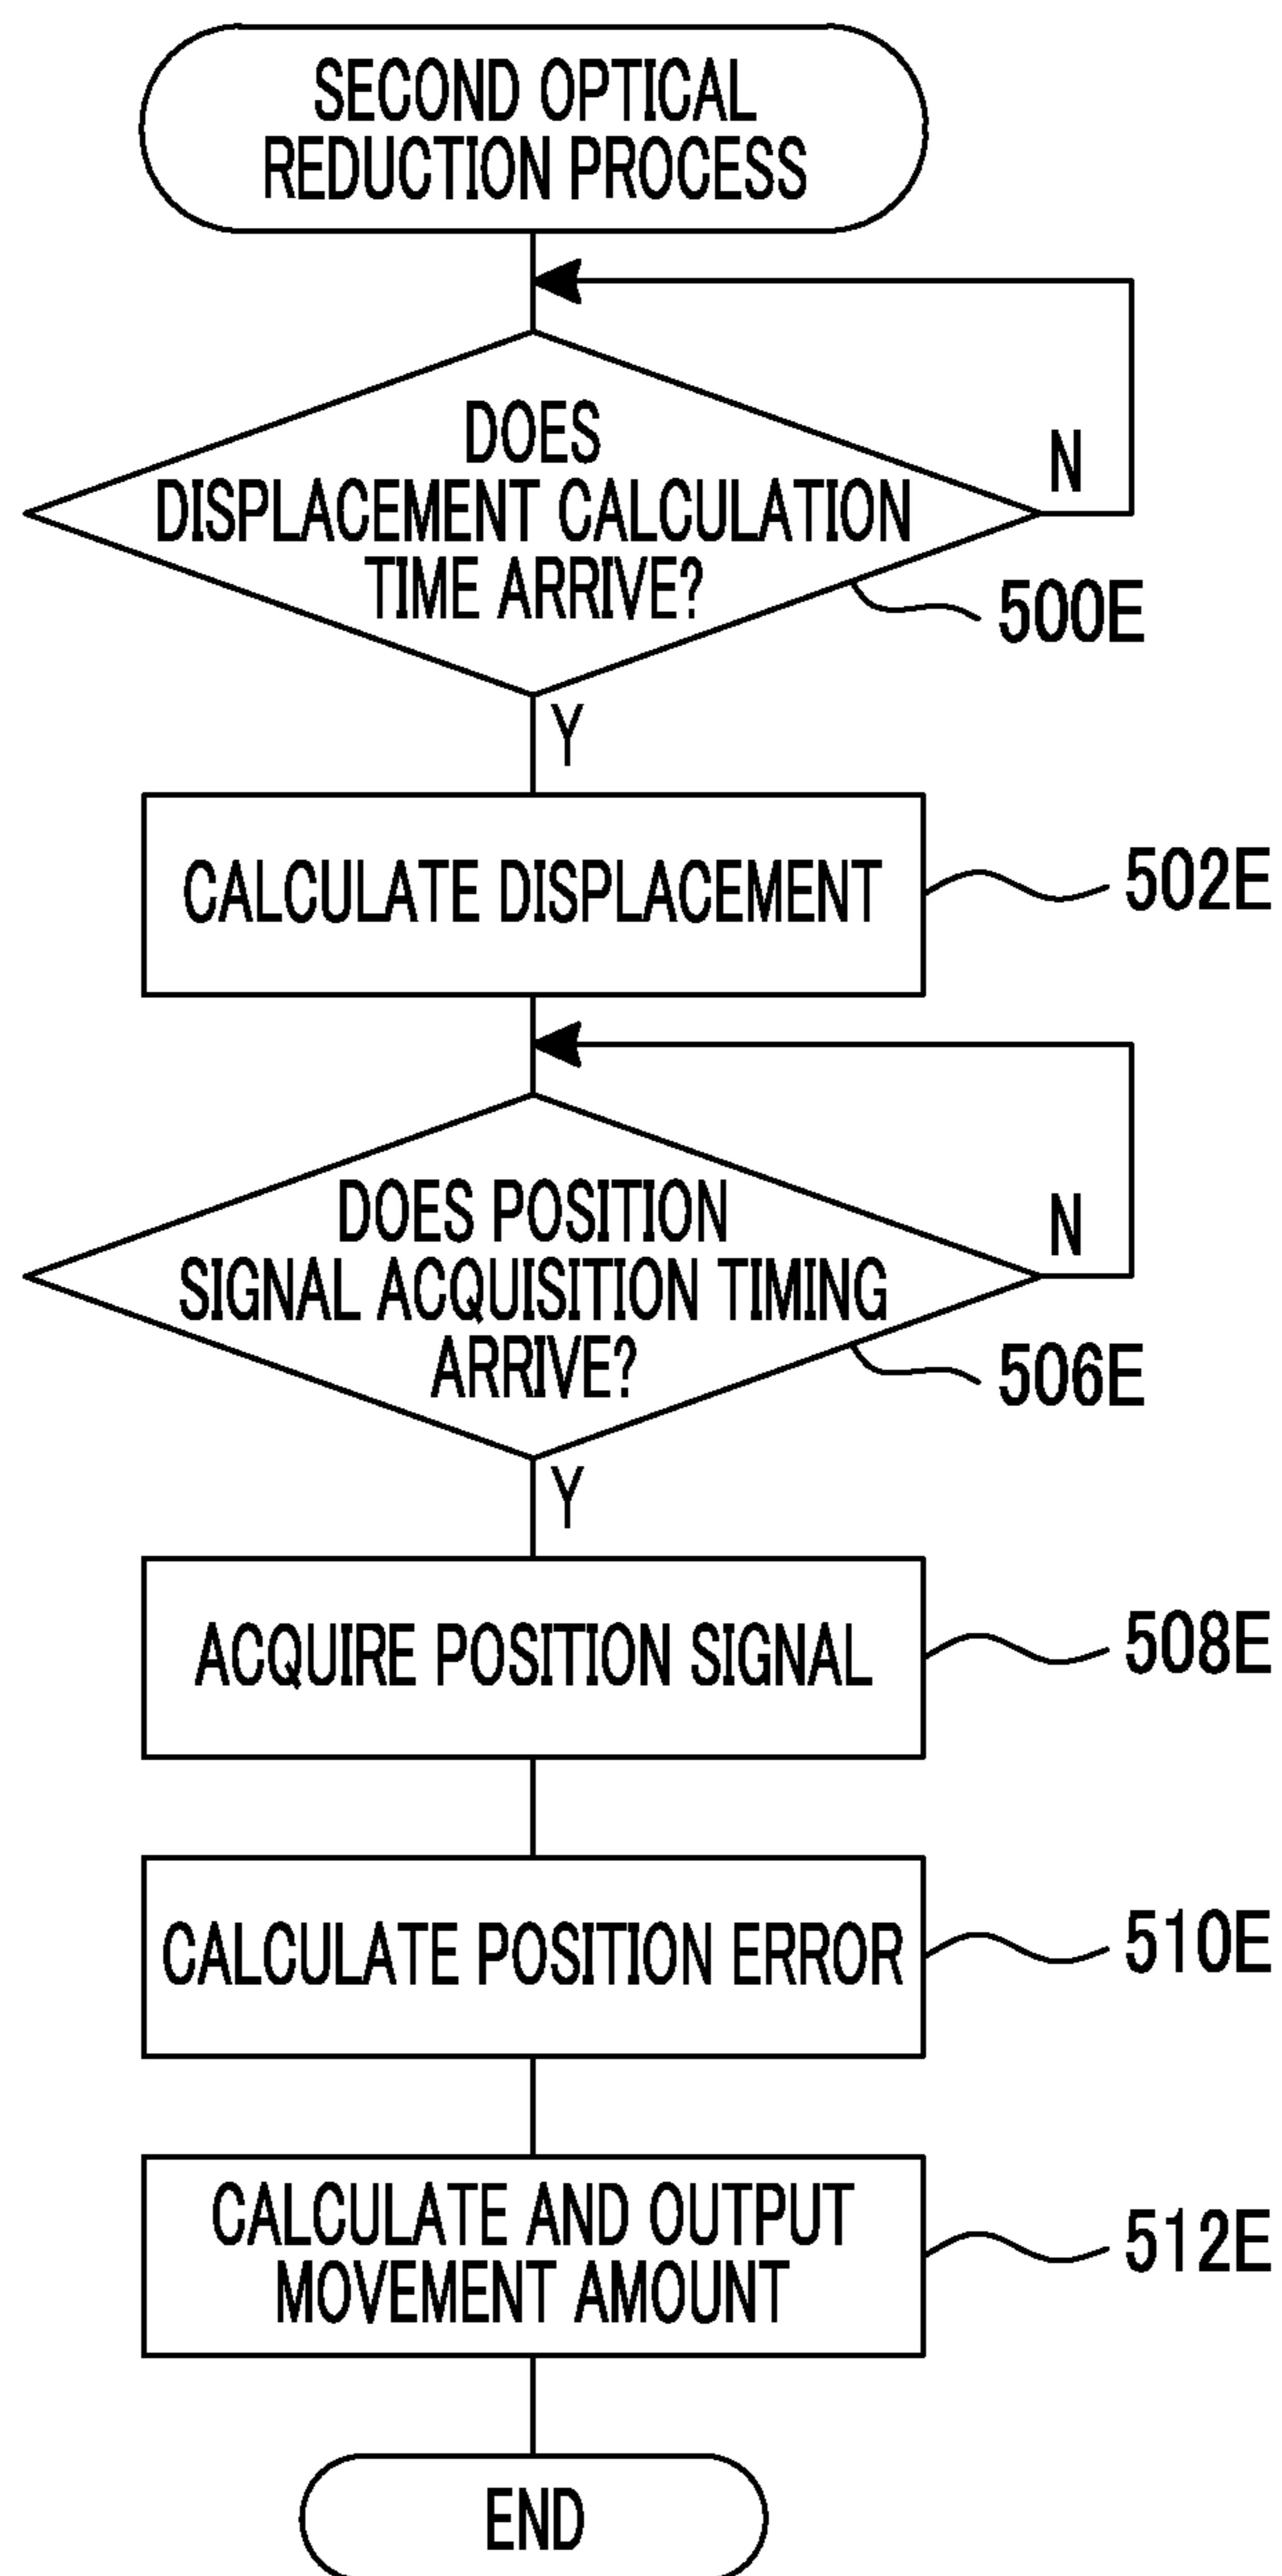 SECOND OPTICAL
REDUCTION PROCESS
DOES
DISPLACEMENT CALCULATION
TIME ARRIVE?
N
500E
Y
CALCULATE DISPLACEMENT
502E
DOES POSITION
SIGNAL ACQUISITION TIMING
ARRIVE?
N
506E
Y
ACQUIRE POSITION SIGNAL
508E
CALCULATE POSITION ERROR
510E
CALCULATE AND OUTPUT
MOVEMENT AMOUNT
512E
END